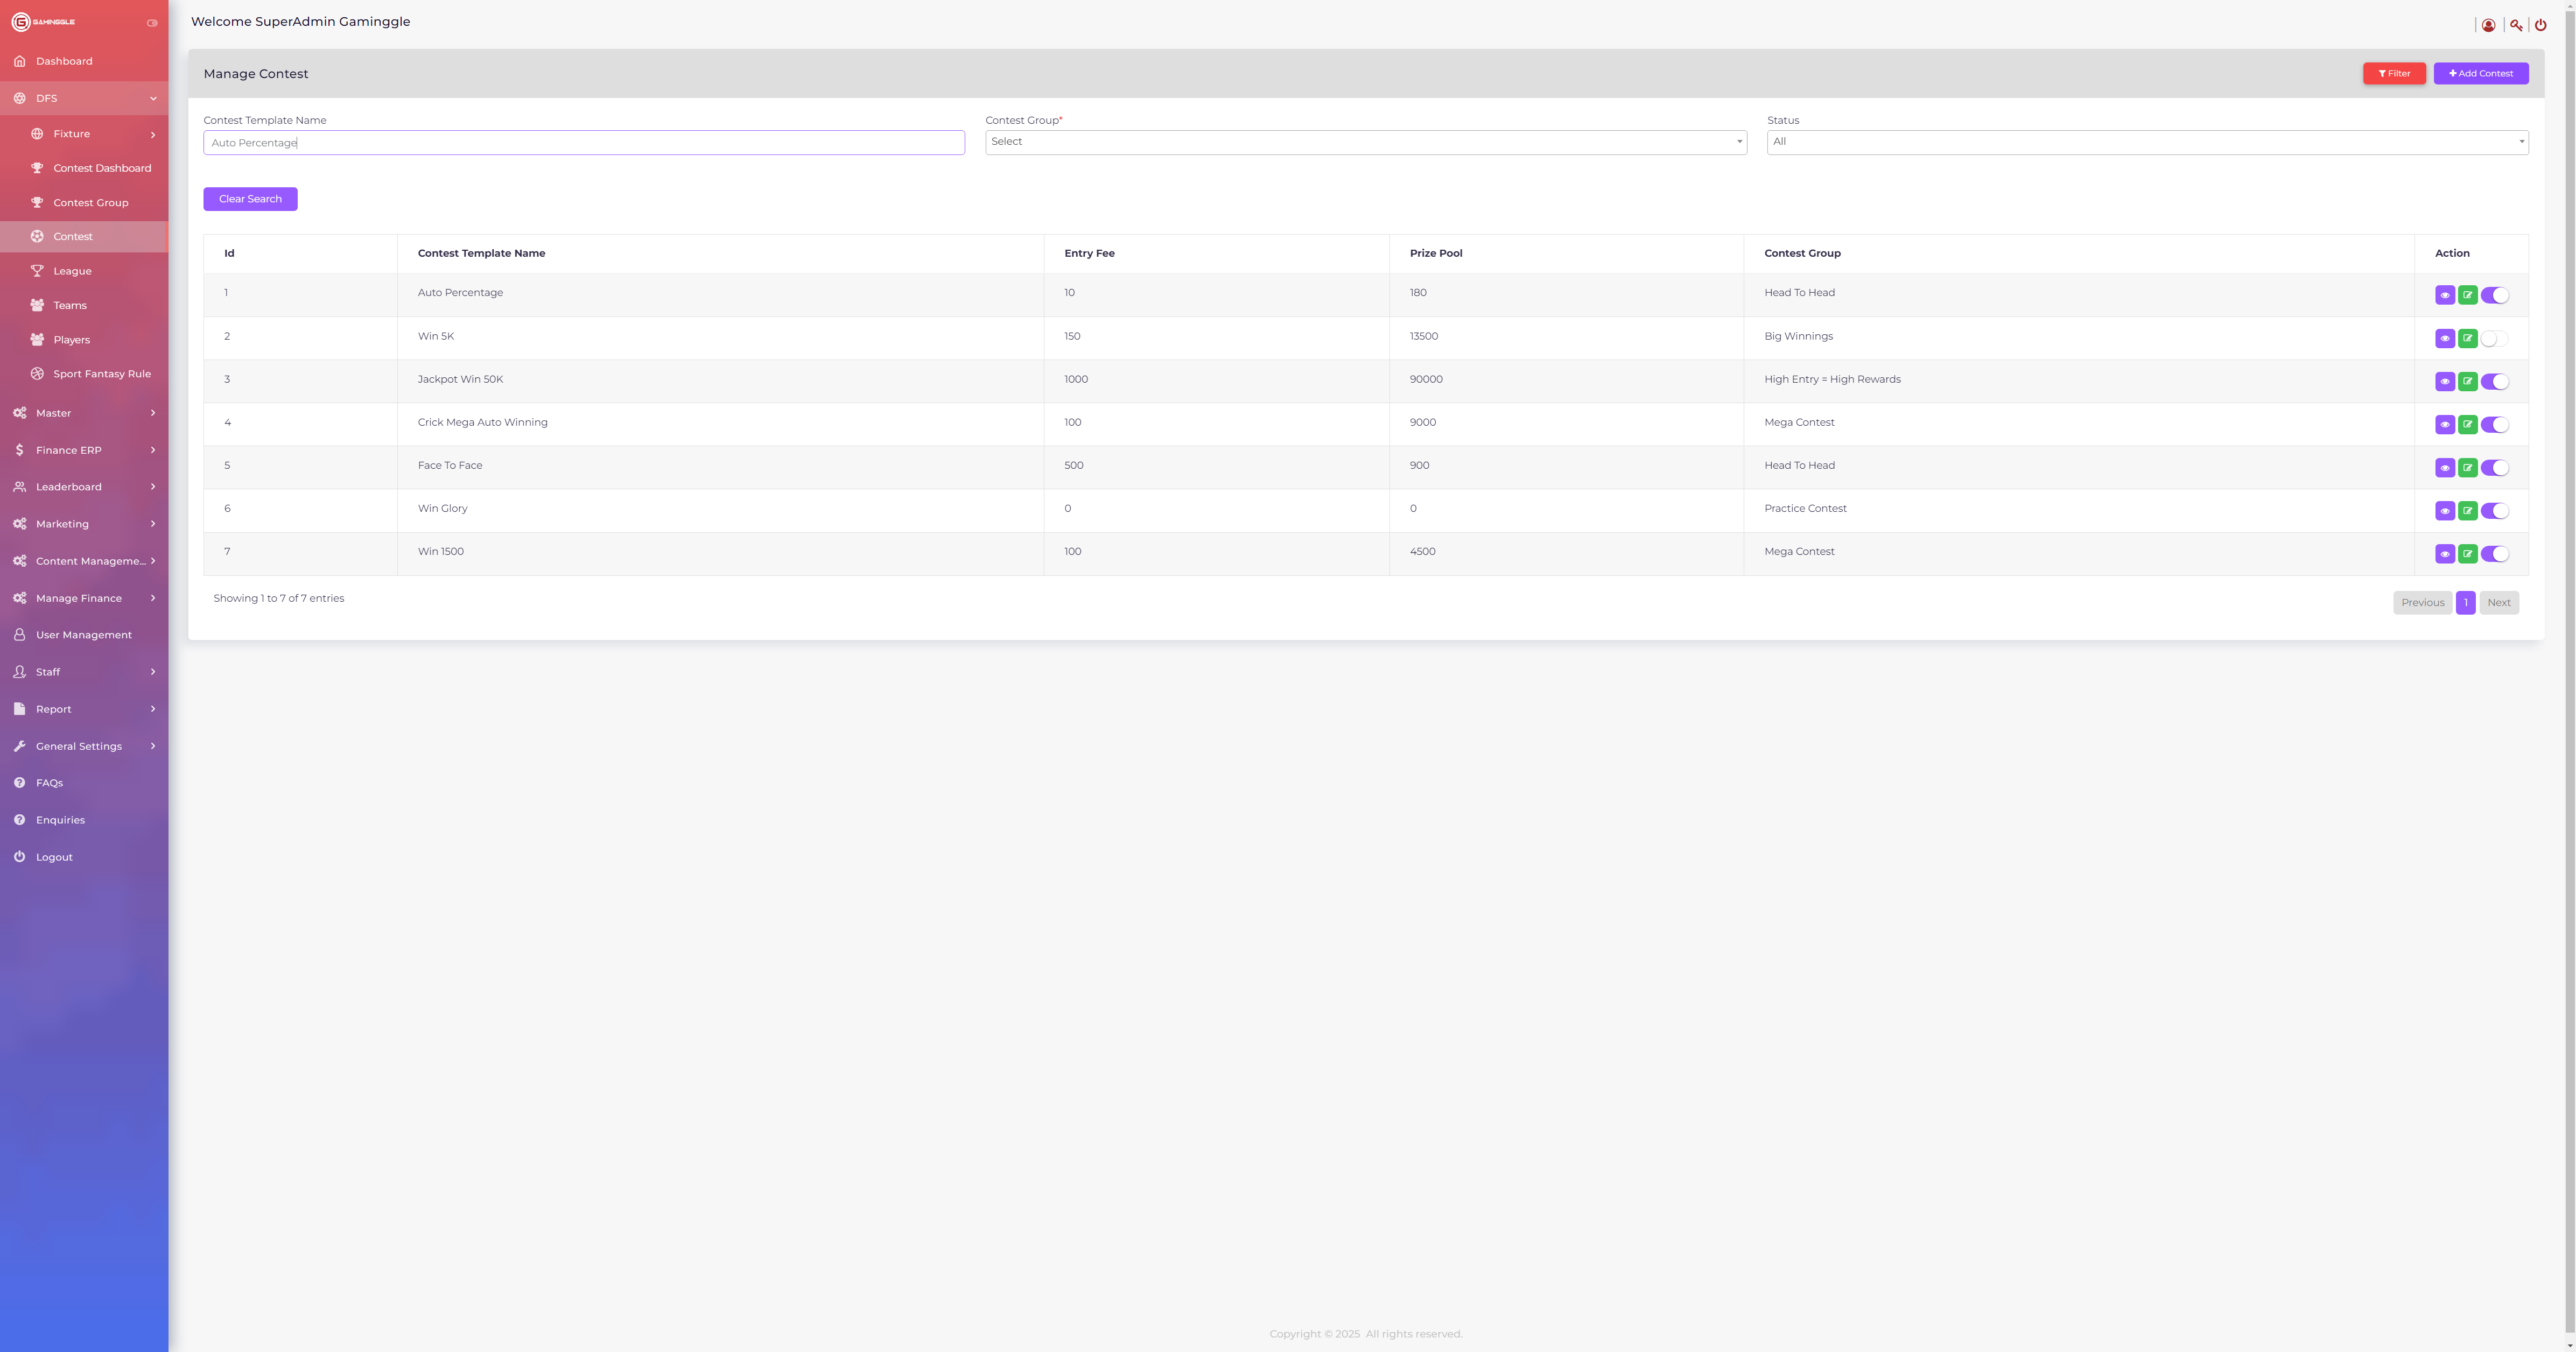 GAMINGGLE
Welcome SuperAdmin Gaminggle
Dashboard
DFS
Fixture
Contest Dashboard
Contest Group
Contest
League
Teams
Players
Sport Fantasy Rule
Master
Finance ERP
Leaderboard
Marketing
Content Manageme...
Manage Finance
User Management
Staff
Report
General Settings
FAQs
Enquiries
Logout
Manage Contest
Filter
Add Contest
Contest Template Name Contest Group* Status
Auto Percentage Select All
Clear Search
Id Contest Template Name Entry Fee Prize Pool Contest Group Action
1 Auto Percentage 10 180 Head To Head
2 Win 5K 150 13500 Big Winnings
3 Jackpot Win 50K 1000 90000 High Entry = High Rewards
4 Crick Mega Auto Winning 100 9000 Mega Contest
5 Face To Face 500 900 Head To Head
6 Win Glory 0 0 Practice Contest
7 Win 1500 100 4500 Mega Contest
Showing 1 to 7 of 7 entries
Previous 1 Next
Copyright © 2025 All rights reserved.